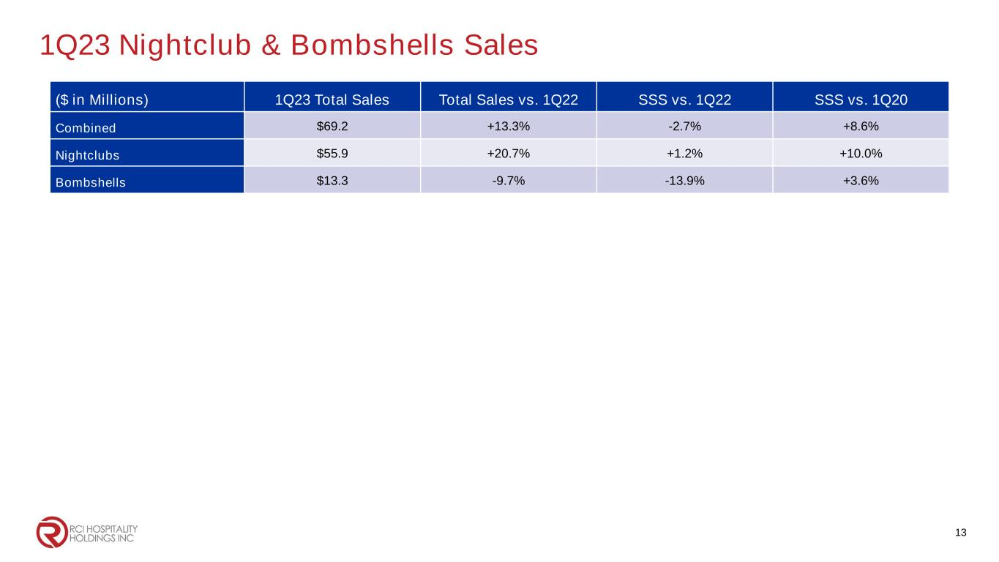 1Q23 Nightclub & Bombshells Sales
($ in Millions) 1Q23 Total Sales Total Sales vs. 1Q22 SSS vs. 1Q22 SSS vs. 1Q20
Combined $69.2 +13.3% -2.7% +8.6%
Nightclubs $55.9 +20.7% +1.2% +10.0%
Bombshells $13.3 -9.7% -13.9% +3.6%
RCI HOSPITALITY
HOLDINGS INC
13